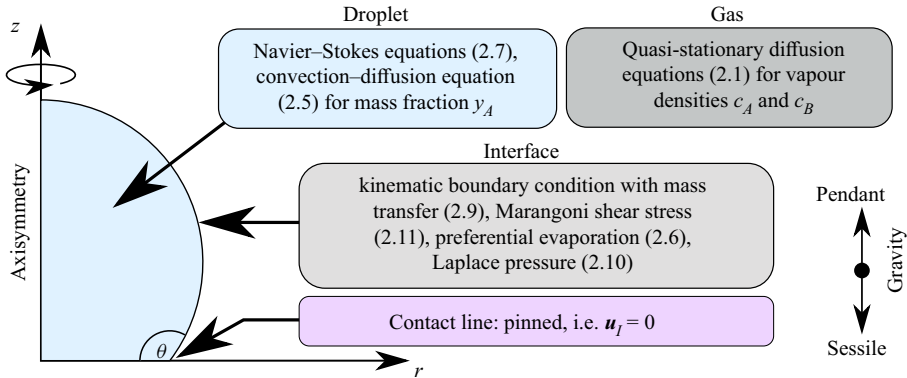 Droplet
Gas
z
Navier–Stokes equations (2.7),
convection–diffusion equation
(2.5) for mass fraction y_A
Quasi-stationary diffusion
equations (2.1) for vapour
densities c_A and c_B
Interface
kinematic boundary condition with mass
transfer (2.9), Marangoni shear stress
(2.11), preferential evaporation (2.6),
Laplace pressure (2.10)
Axisymmetry
Pendant
Gravity
Sessile
Contact line: pinned, i.e. u_I = 0
θ
r